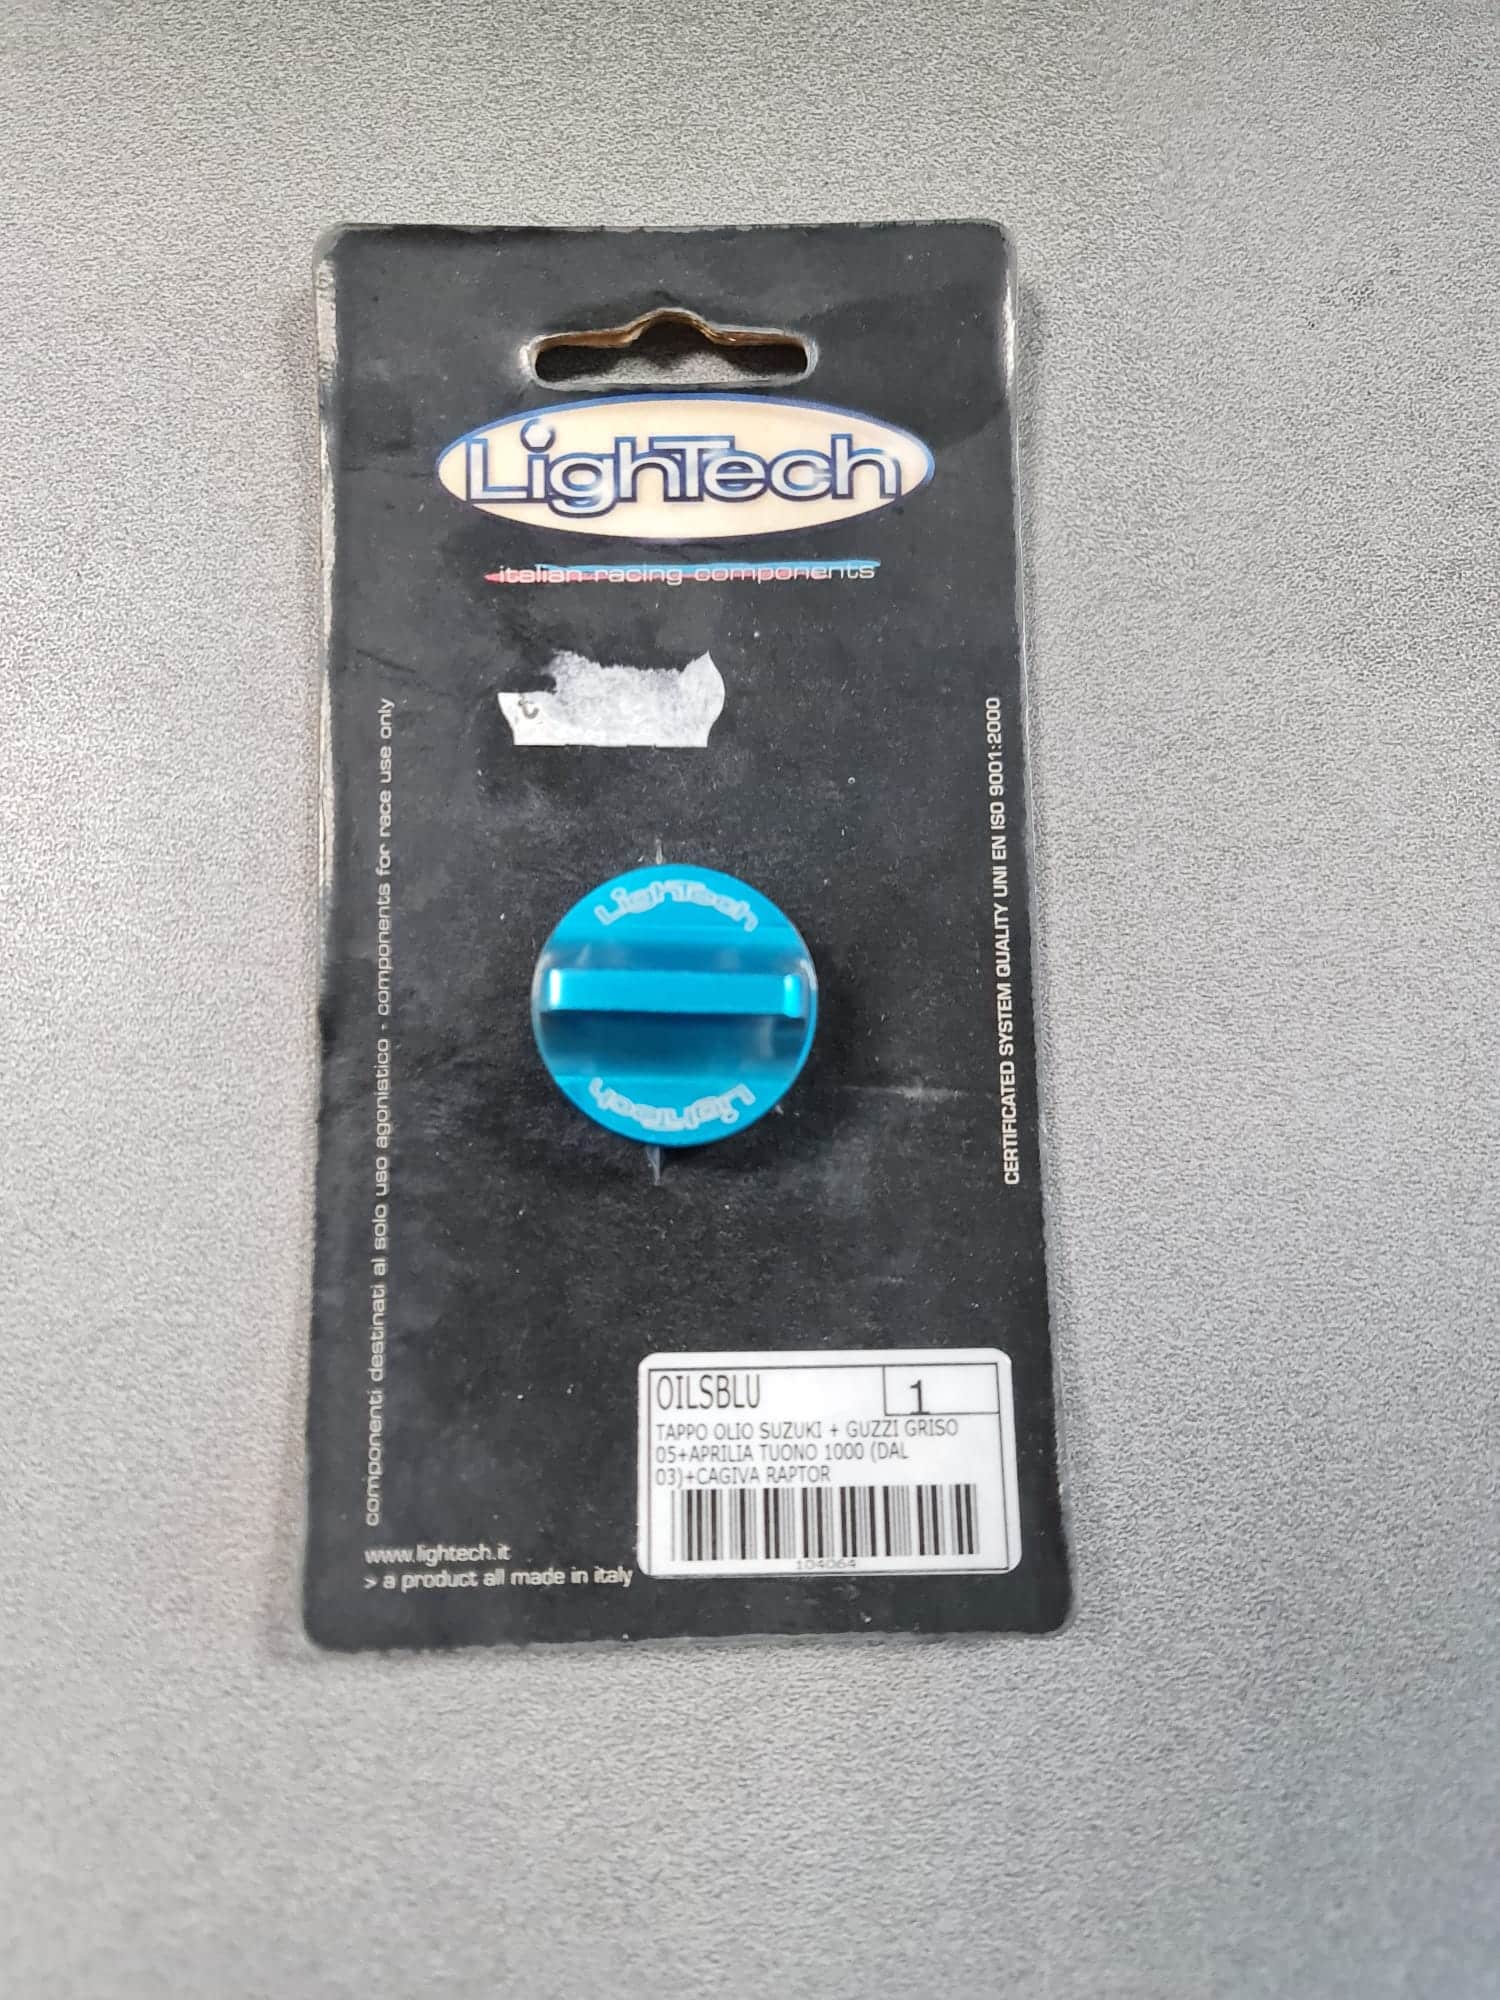 LighTech
italian racing components
t
componenti destinati al solo uso agonistico - components for race use only
CERTIFICATED SYSTEM QUALITY UNI EN ISO 9001:2000
LighTech
LighTech
OILSBLU
1
TAPPO OLIO SUZUKI + GUZZI GRISO
05+APRILIA TUONO 1000 (DAL
03)+CAGIVA RAPTOR
104064
www.lightech.it
> a product all made in italy